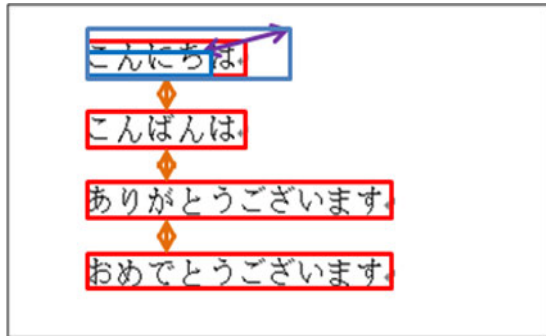 こんにちは
こんばんは
ありがとうございます
おめでとうございます